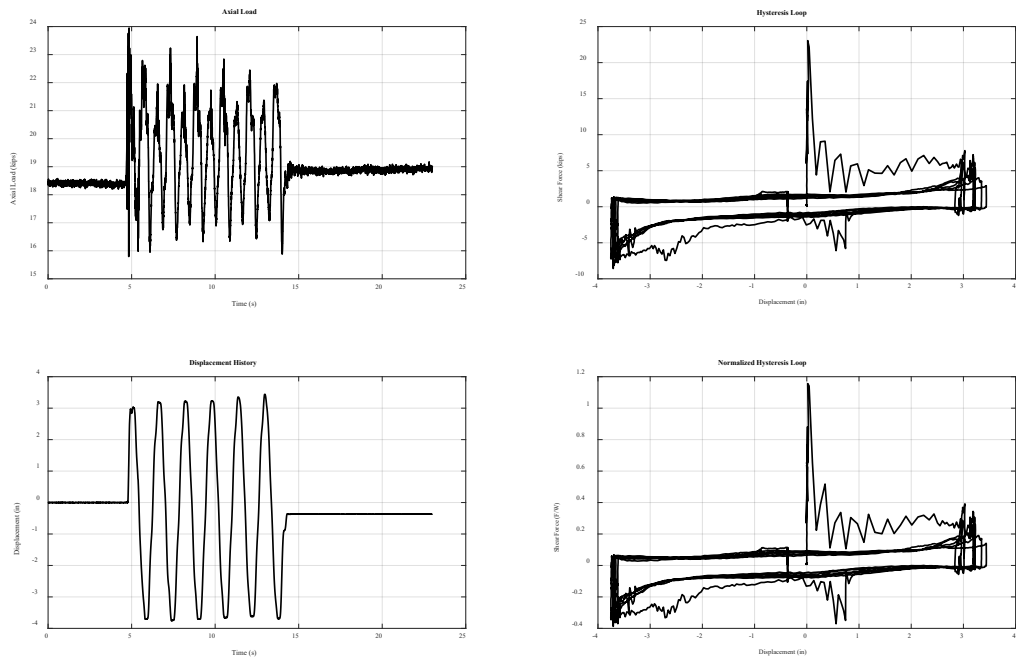 Axial Load
24
23
22
21
20
19
18
17
16
15
Axial Load (kips)
0 5 10 15 20 25
Time (s)
Hysteresis Loop
25
20
15
10
5
0
-5
-10
Shear Force (kips)
-4 -3 -2 -1 0 1 2 3 4
Displacement (in)
Displacement History
4
3
2
1
0
-1
-2
-3
-4
Displacement (in)
0 5 10 15 20 25
Time (s)
Normalized Hysteresis Loop
1.2
1
0.8
0.6
0.4
0.2
0
-0.2
-0.4
Shear Force (F/W)
-4 -3 -2 -1 0 1 2 3 4
Displacement (in)